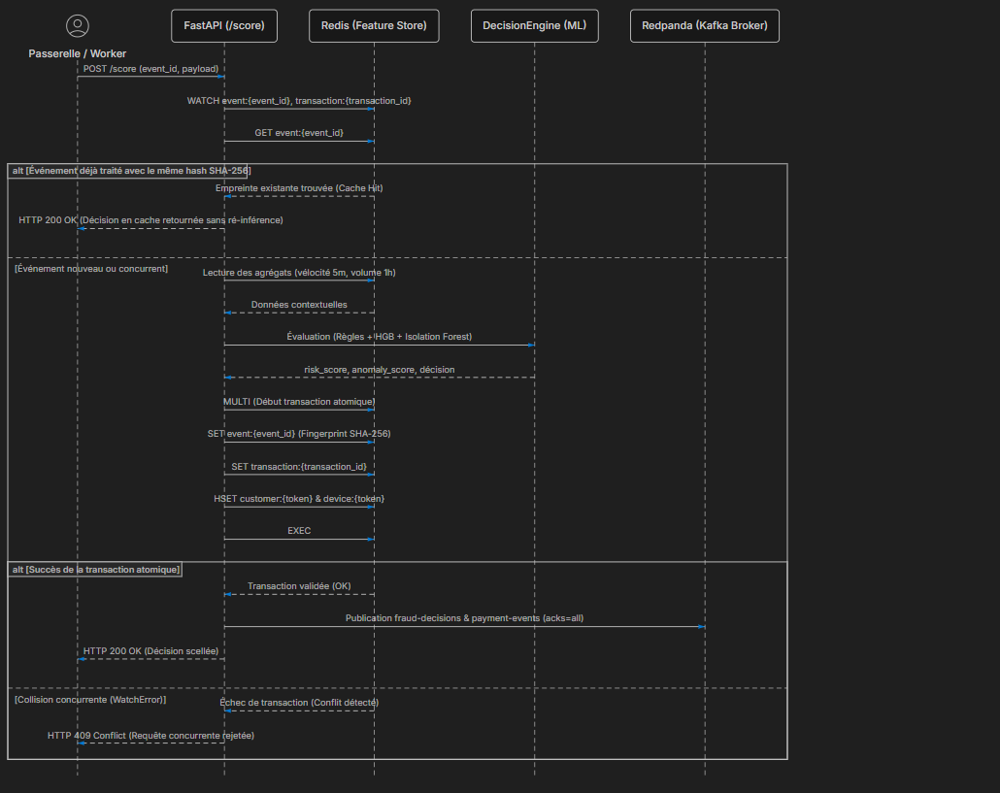 FastAPI (/score)
Redis (Feature Store)
DecisionEngine (ML)
Redpanda (Kafka Broker)
Passerelle / Worker
POST /score (event_id, payload)
WATCH event:{event_id}, transaction:{transaction_id}
GET event:{event_id}
alt [Événement déjà traité avec le même hash SHA-256]
Empreinte existante trouvée (Cache Hit)
HTTP 200 OK (Décision en cache retournée sans ré-inférence)
[Événement nouveau ou concurrent]
Lecture des agrégats (vélocité 5m, volume 1h)
Données contextuelles
Évaluation (Règles + HGB + Isolation Forest)
risk_score, anomaly_score, décision
MULTI (Début transaction atomique)
SET event:{event_id} (Fingerprint SHA-256)
SET transaction:{transaction_id}
HSET customer:{token} & device:{token}
EXEC
alt [Succès de la transaction atomique]
Transaction validée (OK)
Publication fraud-decisions & payment-events (acks=all)
HTTP 200 OK (Décision scellée)
[Collision concurrente (WatchError)]
Échec de transaction (Conflit détecté)
HTTP 409 Conflict (Requête concurrente rejetée)